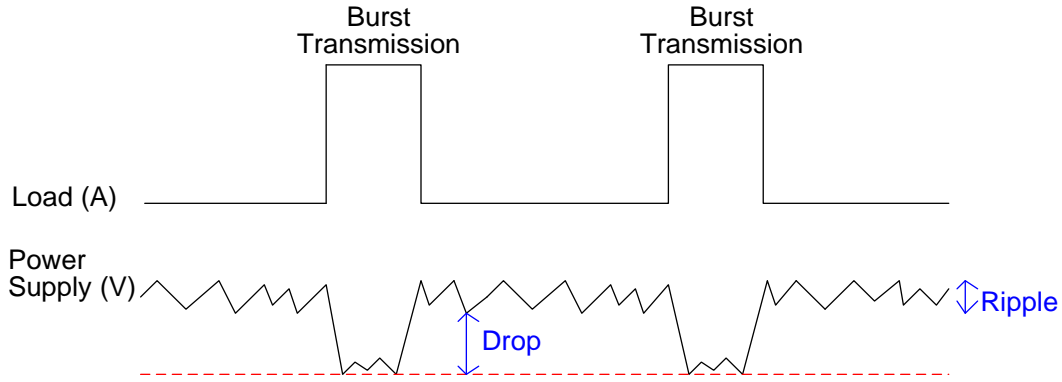 Burst
Transmission
Burst
Transmission
Load (A)
Power
Supply (V)
Ripple
Drop